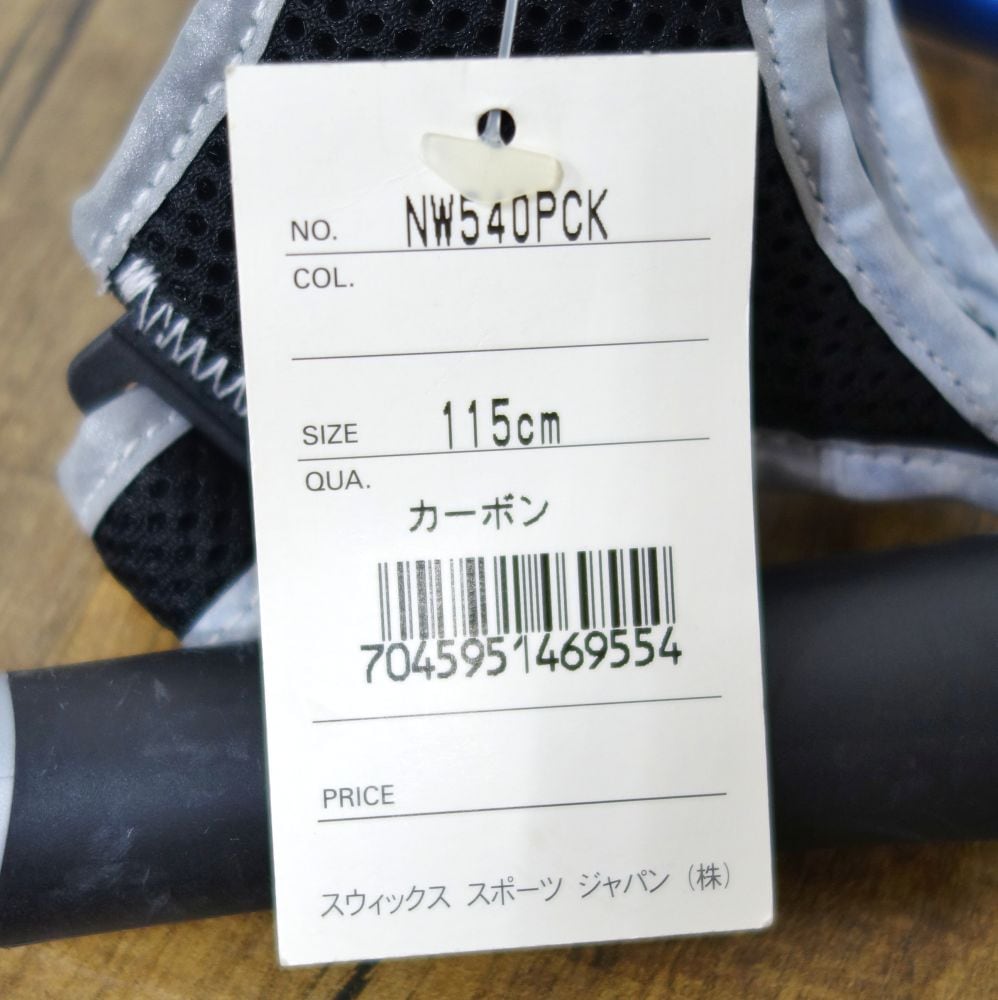 NO. NW540PCK
COL.
SIZE 115cm
QUA.
カーボン
7045951469554
PRICE
スウィックス スポーツ ジャパン (株)